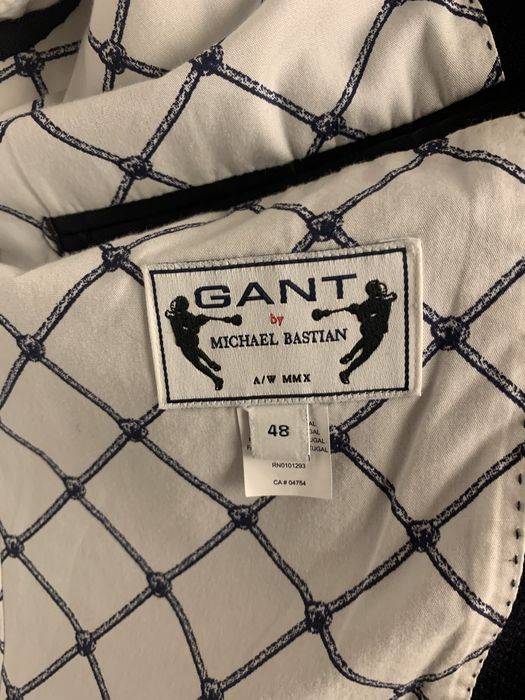 GANT
by
MICHAEL BASTIAN
A/W MMX
48
RN0101293
CA # 04754